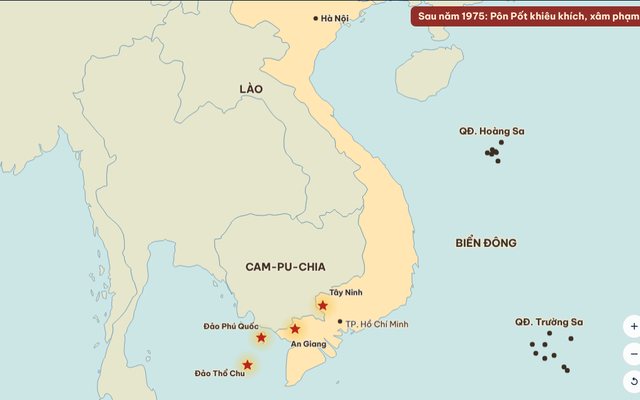 Hà Nội
Sau năm 1975: Pôn Pốt khiêu khích, xâm phạm
LÀO
QĐ. Hoàng Sa
BIỂN ĐÔNG
CAM-PU-CHIA
Tây Ninh
Đảo Phú Quốc
TP. Hồ Chí Minh
QĐ. Trường Sa
An Giang
Đảo Thổ Chu